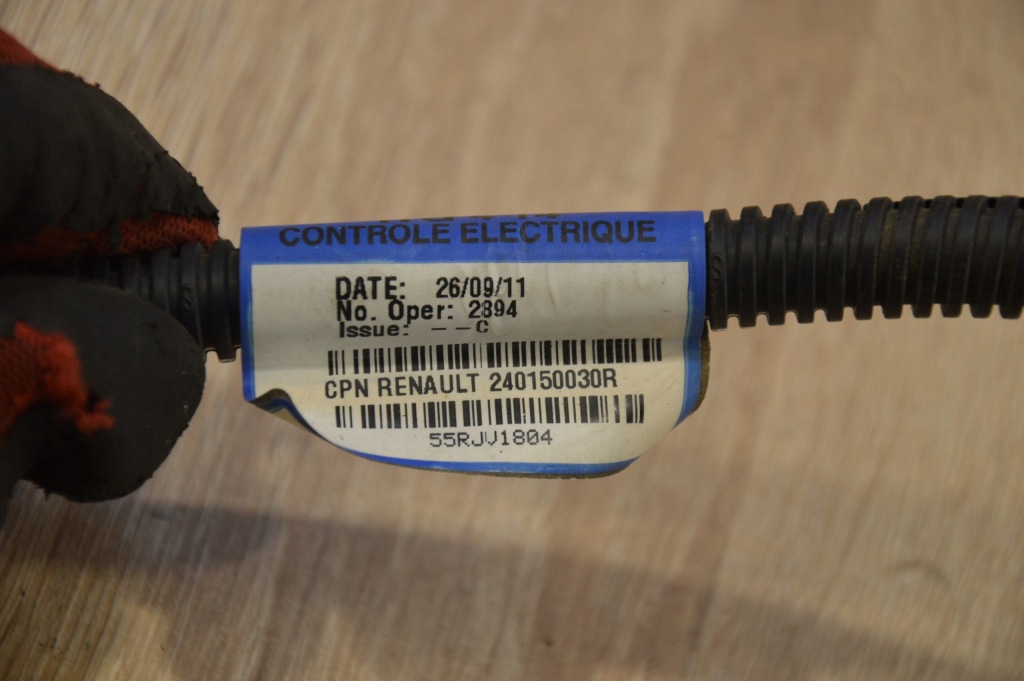 CONTROLE ELECTRIQUE
DATE: 26/09/11
No. Oper: 2894
Issue: - - C
CPN RENAULT 240150030R
55RJV1804